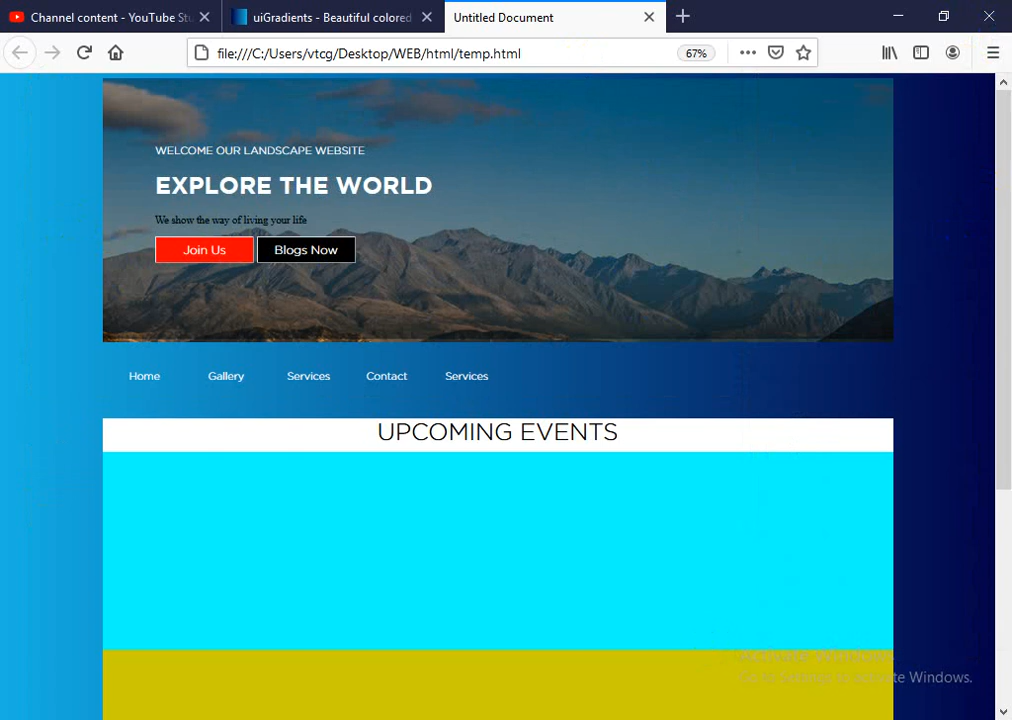 Channel content - YouTube Stu
uiGradients - Beautiful colored
Untitled Document
file:///C:/Users/vtcg/Desktop/WEB/html/temp.html
67%
WELCOME OUR LANDSCAPE WEBSITE
EXPLORE THE WORLD
We show the way of living your life
Join Us
Blogs Now
Home
Gallery
Services
Contact
Services
UPCOMING EVENTS
Activate Windows
Go to Settings to activate Windows.